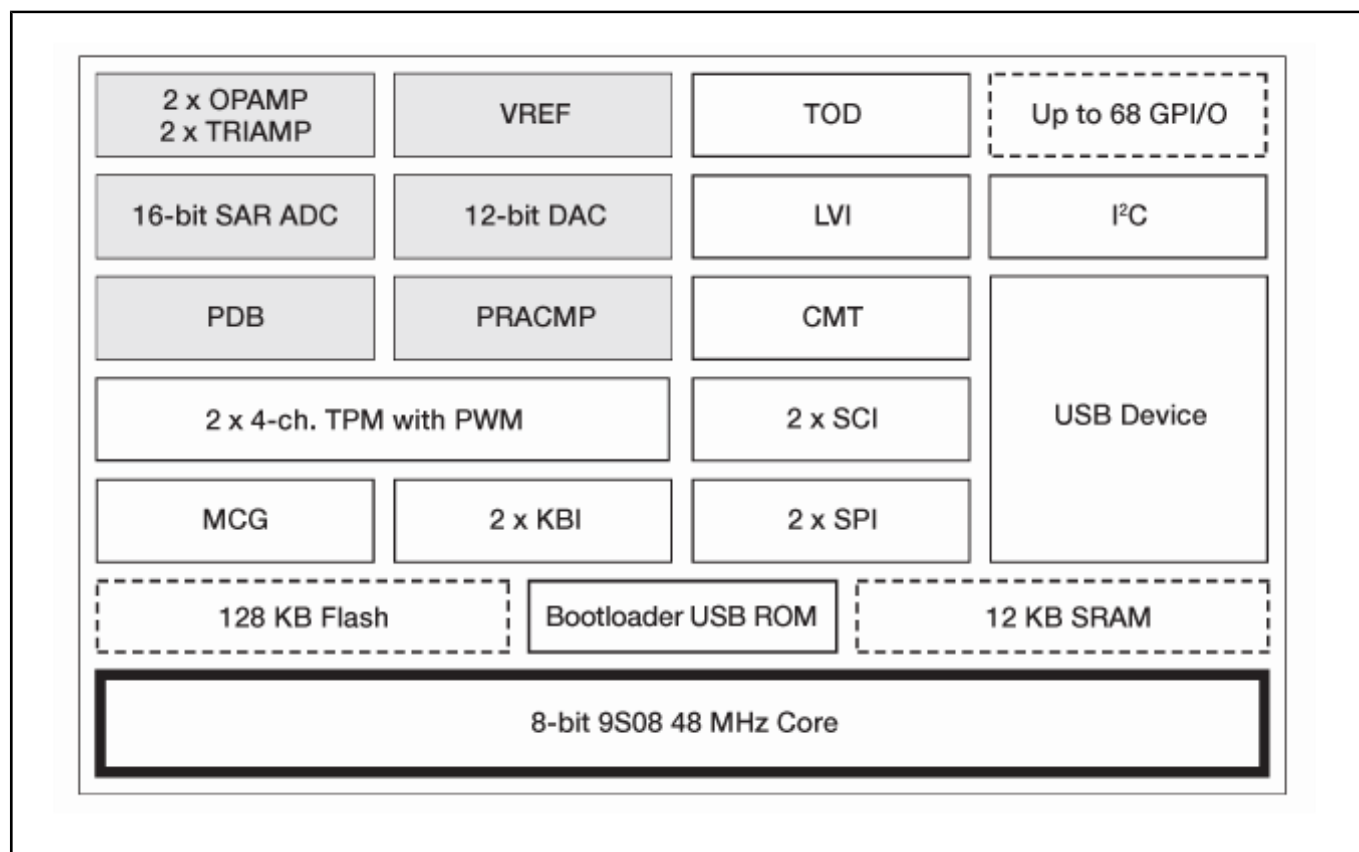 2 x OPAMP
2 x TRIAMP
VREF
TOD
Up to 68 GPI/O
16-bit SAR ADC
12-bit DAC
LVI
I²C
PDB
PRACMP
CMT
USB Device
2 x 4-ch. TPM with PWM
2 x SCI
MCG
2 x KBI
2 x SPI
128 KB Flash
Bootloader USB ROM
12 KB SRAM
8-bit 9S08 48 MHz Core